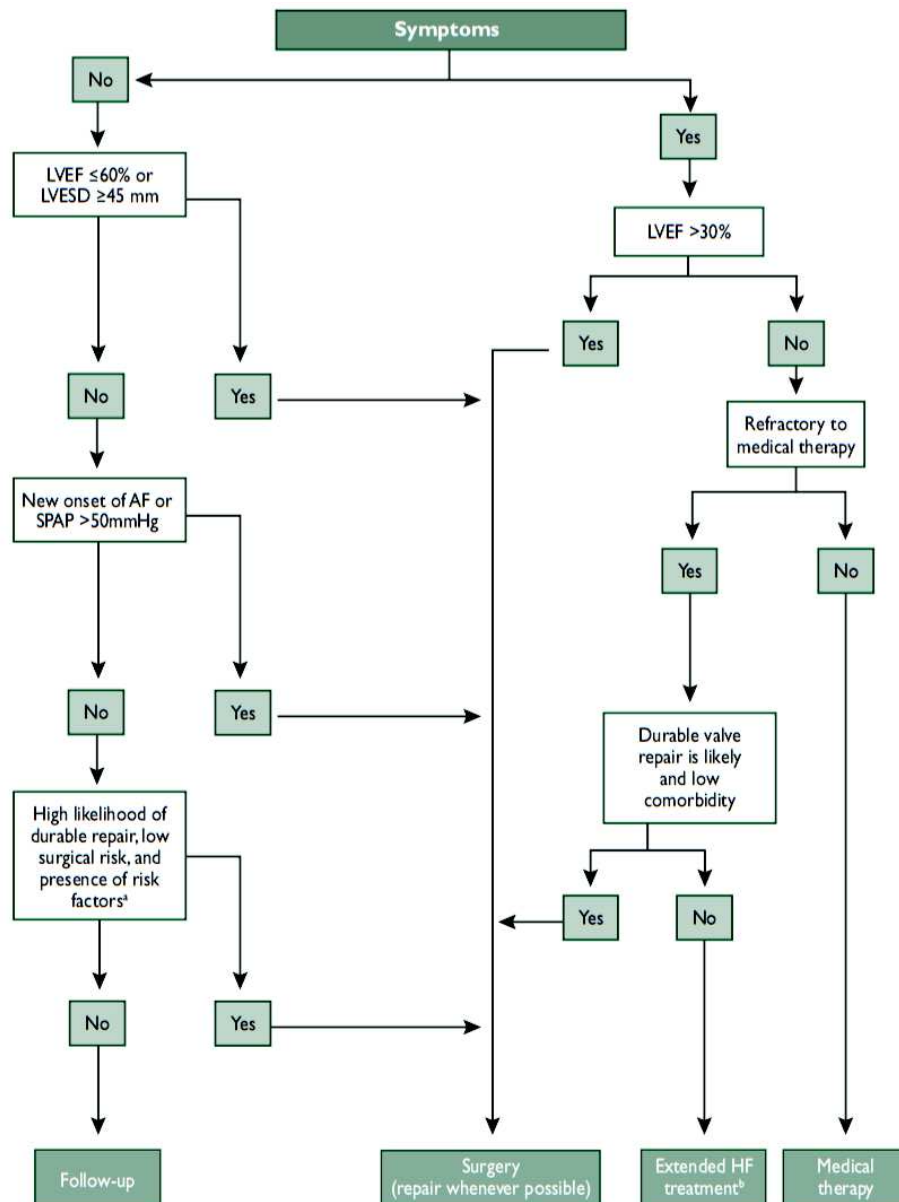 Symptoms
No
Yes
LVEF ≤60% or
LVESD ≥45 mm
LVEF >30%
Yes
No
No
Yes
Refractory to
medical therapy
New onset of AF or
SPAP >50mmHg
Yes
No
No
Yes
Durable valve
repair is likely
and low
comorbidity
High likelihood of
durable repair, low
surgical risk, and
presence of risk
factorsª
Yes
No
No
Yes
Follow-up
Surgery
(repair whenever possible)
Extended HF
treatmentᵇ
Medical
therapy